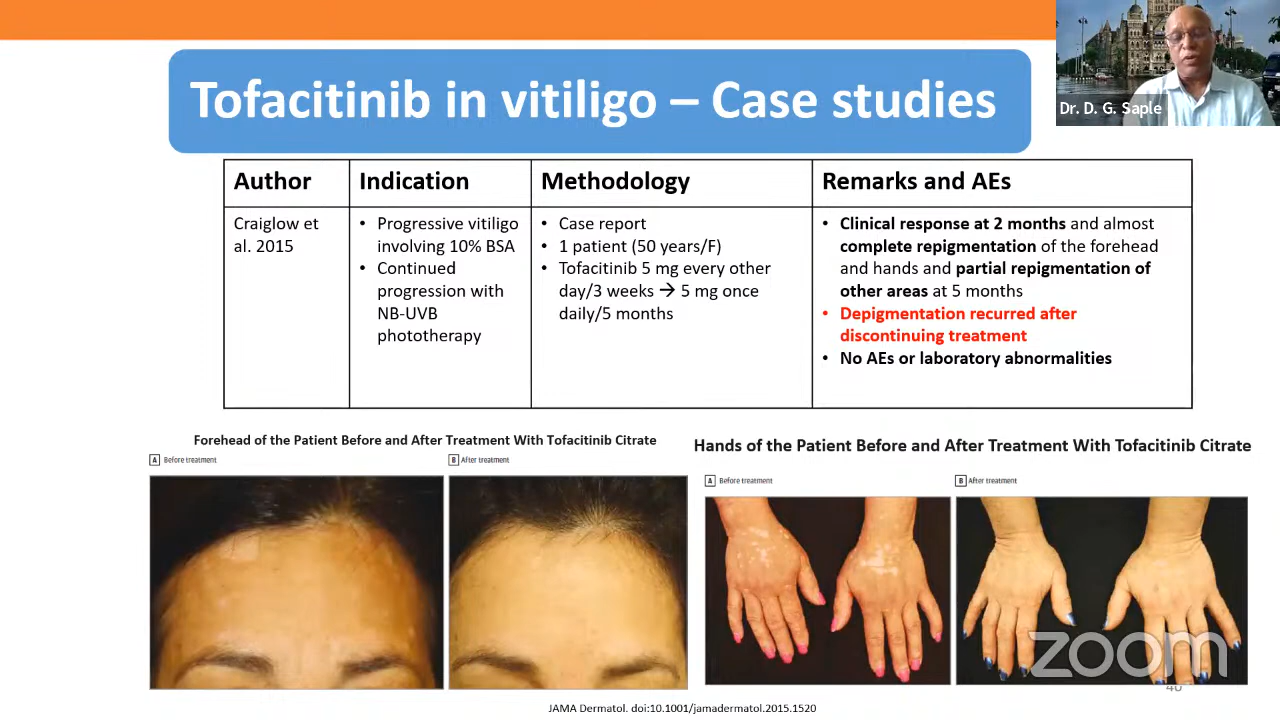 Tofacitinib in vitiligo – Case studies
Dr. D. G. Saple
Author
Indication
Methodology
Remarks and AEs
Craiglow et
al. 2015
• Progressive vitiligo
involving 10% BSA
• Continued
progression with
NB-UVB
phototherapy
• Case report
• 1 patient (50 years/F)
• Tofacitinib 5 mg every other
day/3 weeks → 5 mg once
daily/5 months
• Clinical response at 2 months and almost
complete repigmentation of the forehead
and hands and partial repigmentation of
other areas at 5 months
• Depigmentation recurred after
discontinuing treatment
• No AEs or laboratory abnormalities
Forehead of the Patient Before and After Treatment With Tofacitinib Citrate
A Before treatment
B After treatment
Hands of the Patient Before and After Treatment With Tofacitinib Citrate
A Before treatment
B After treatment
zoom
JAMA Dermatol. doi:10.1001/jamadermatol.2015.1520